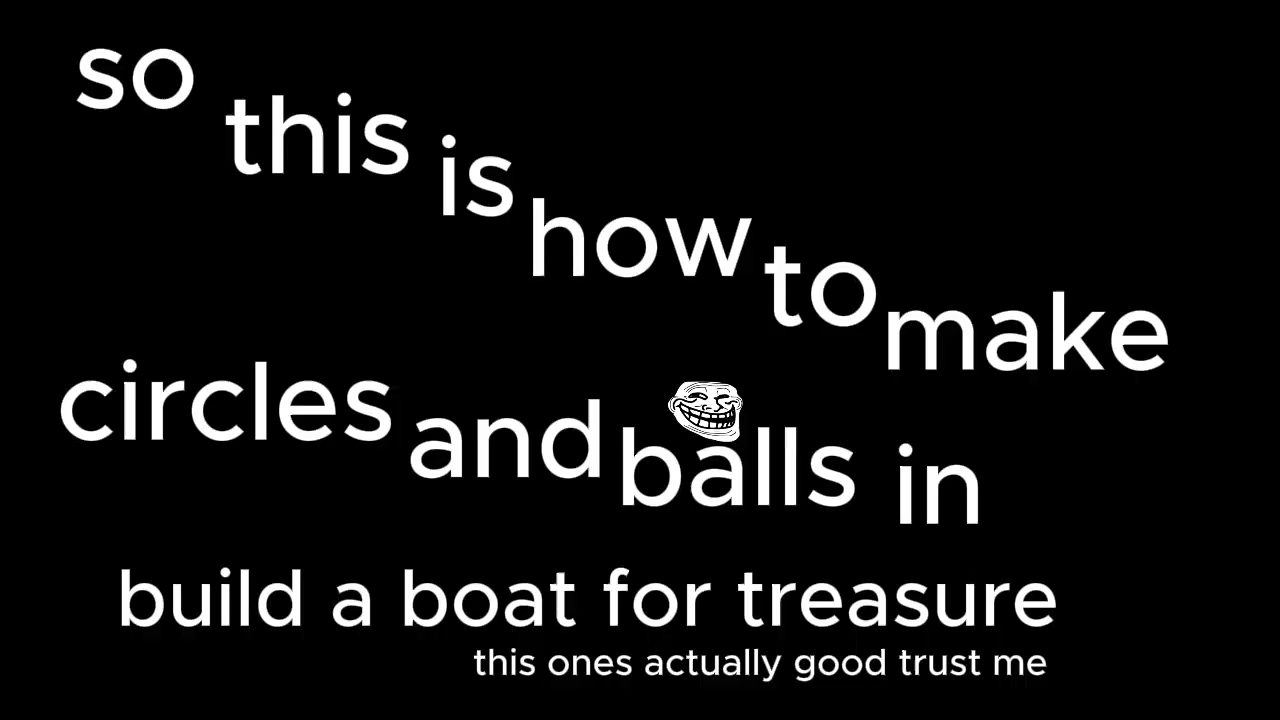 so this is how to make
circles and balls in
build a boat for treasure
this ones actually good trust me